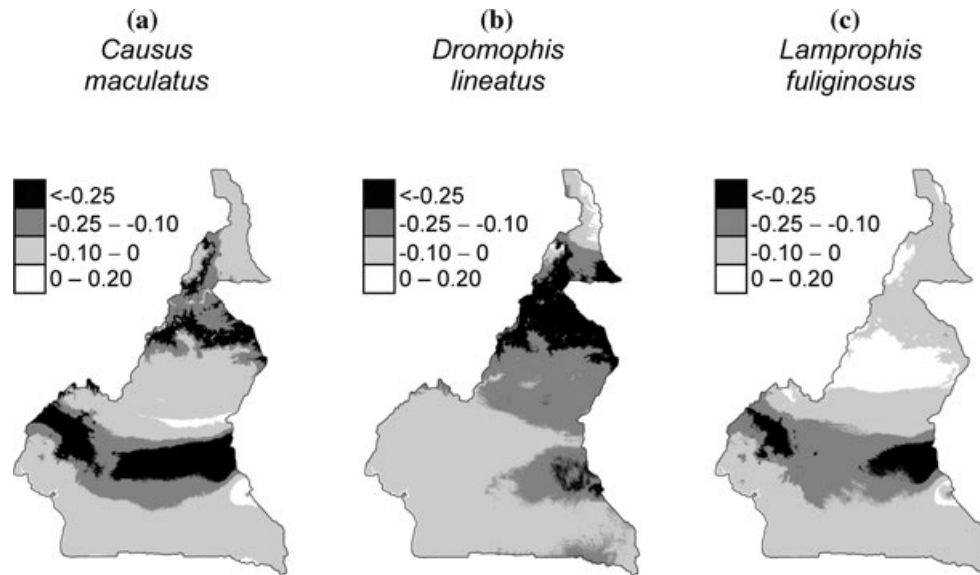 (a)
Causus
maculatus
(b)
Dromophis
lineatus
(c)
Lamprophis
fuliginosus
<-0.25
-0.25 – -0.10
-0.10 – 0
0 – 0.20
<-0.25
-0.25 – -0.10
-0.10 – 0
0 – 0.20
<-0.25
-0.25 – -0.10
-0.10 – 0
0 – 0.20